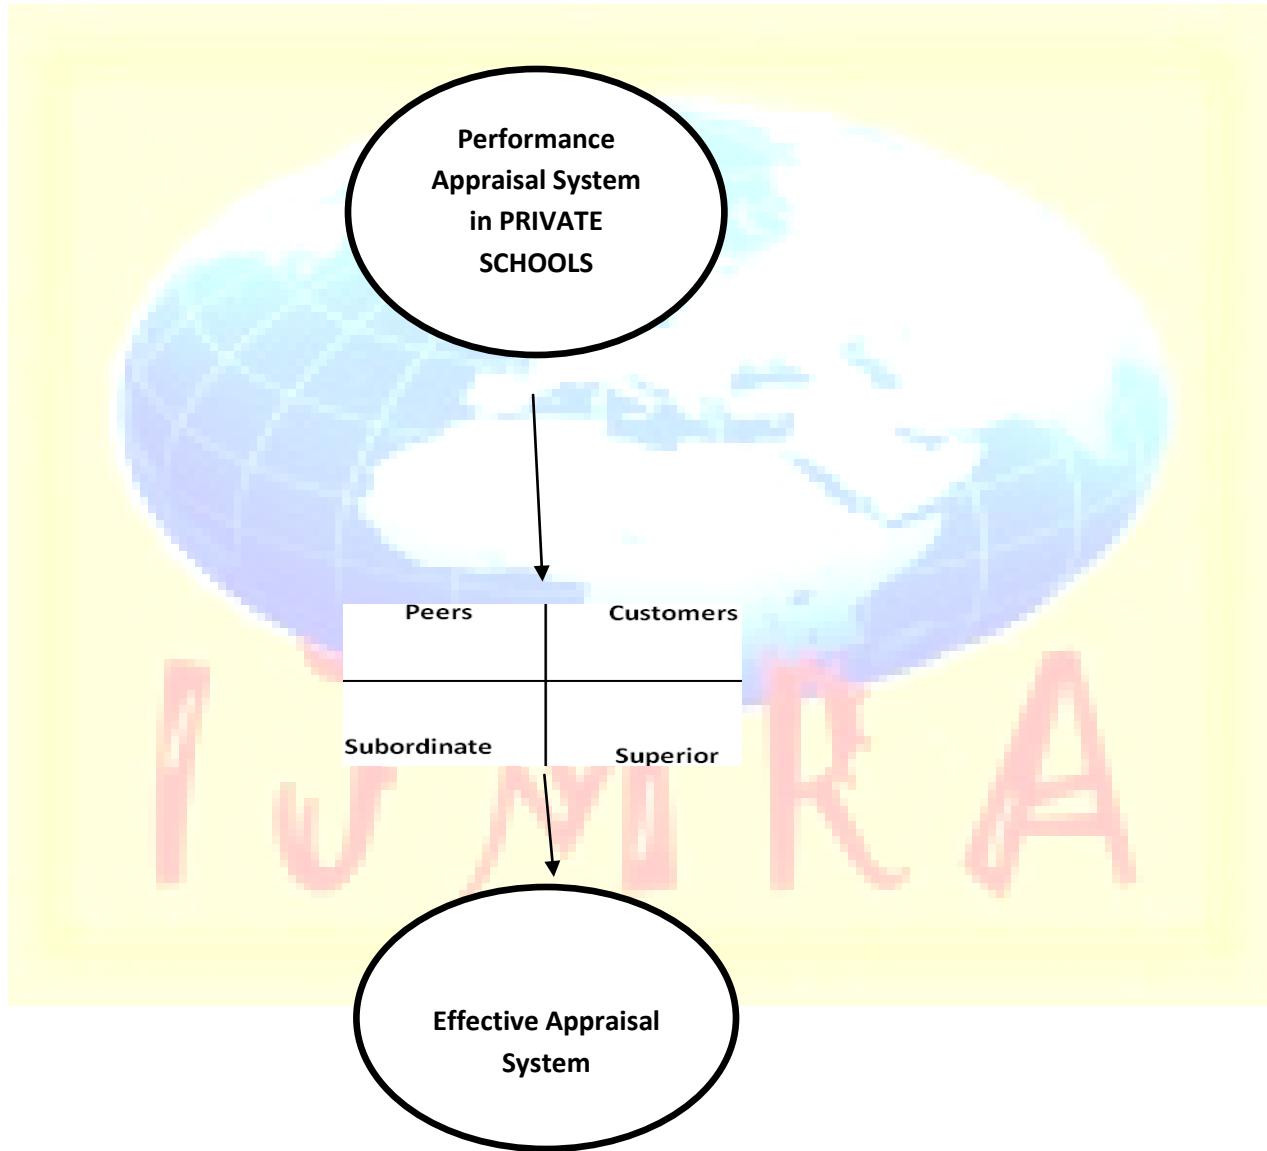 Performance
Appraisal System
in PRIVATE
SCHOOLS
Peers
Customers
Subordinate
Superior
IJMRA
Effective Appraisal
System